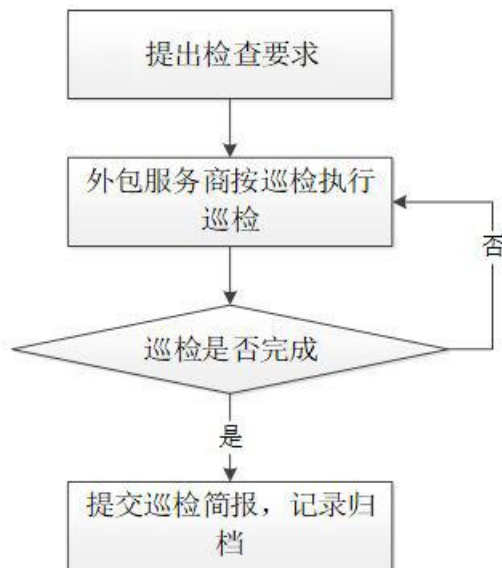 提出检查要求
外包服务商按巡检执行
巡检
否
巡检是否完成
是
提交巡检简报，记录归
档